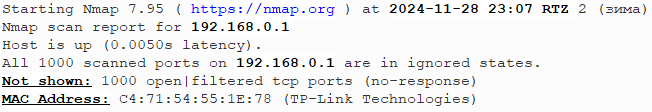 Starting Nmap 7.95 ( https://nmap.org ) at 2024-11-28 23:07 RTZ 2 (зима)
Nmap scan report for 192.168.0.1
Host is up (0.0050s latency).
All 1000 scanned ports on 192.168.0.1 are in ignored states.
Not shown: 1000 open|filtered tcp ports (no-response)
MAC Address: C4:71:54:55:1E:78 (TP-Link Technologies)